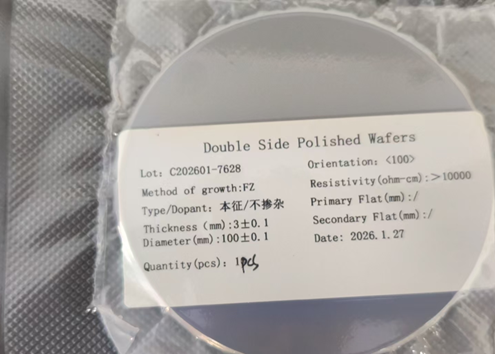 Double Side Polished Wafers
Lot: C202601-7628
Orientation: <100>
Method of growth:FZ
Resistivity(ohm-cm):>10000
Type/Dopant: 本征/不掺杂
Primary Flat(mm):/
Thickness (mm):3±0.1
Secondary Flat(mm):/
Diameter(mm):100±0.1
Date: 2026.1.27
Quantity(pcs): 1pcs